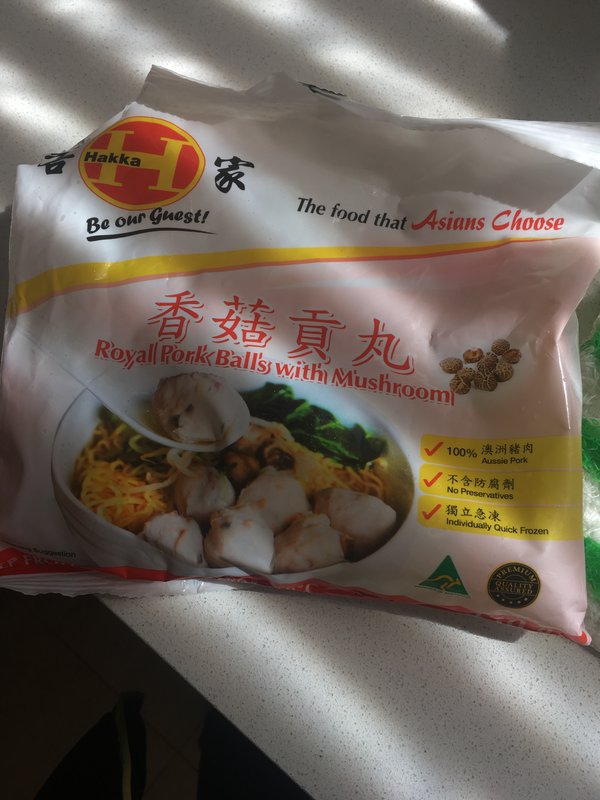 Hakka
H
客 家
Be our Guest!
The food that Asians Choose
香菇貢丸
Royal Pork Balls with Mushroom
100% 澳洲豬肉
Aussie Pork
不含防腐劑
No Preservatives
獨立急凍
Individually Quick Frozen
Suggestion
PREMIUM
QUALITY
ASSURED